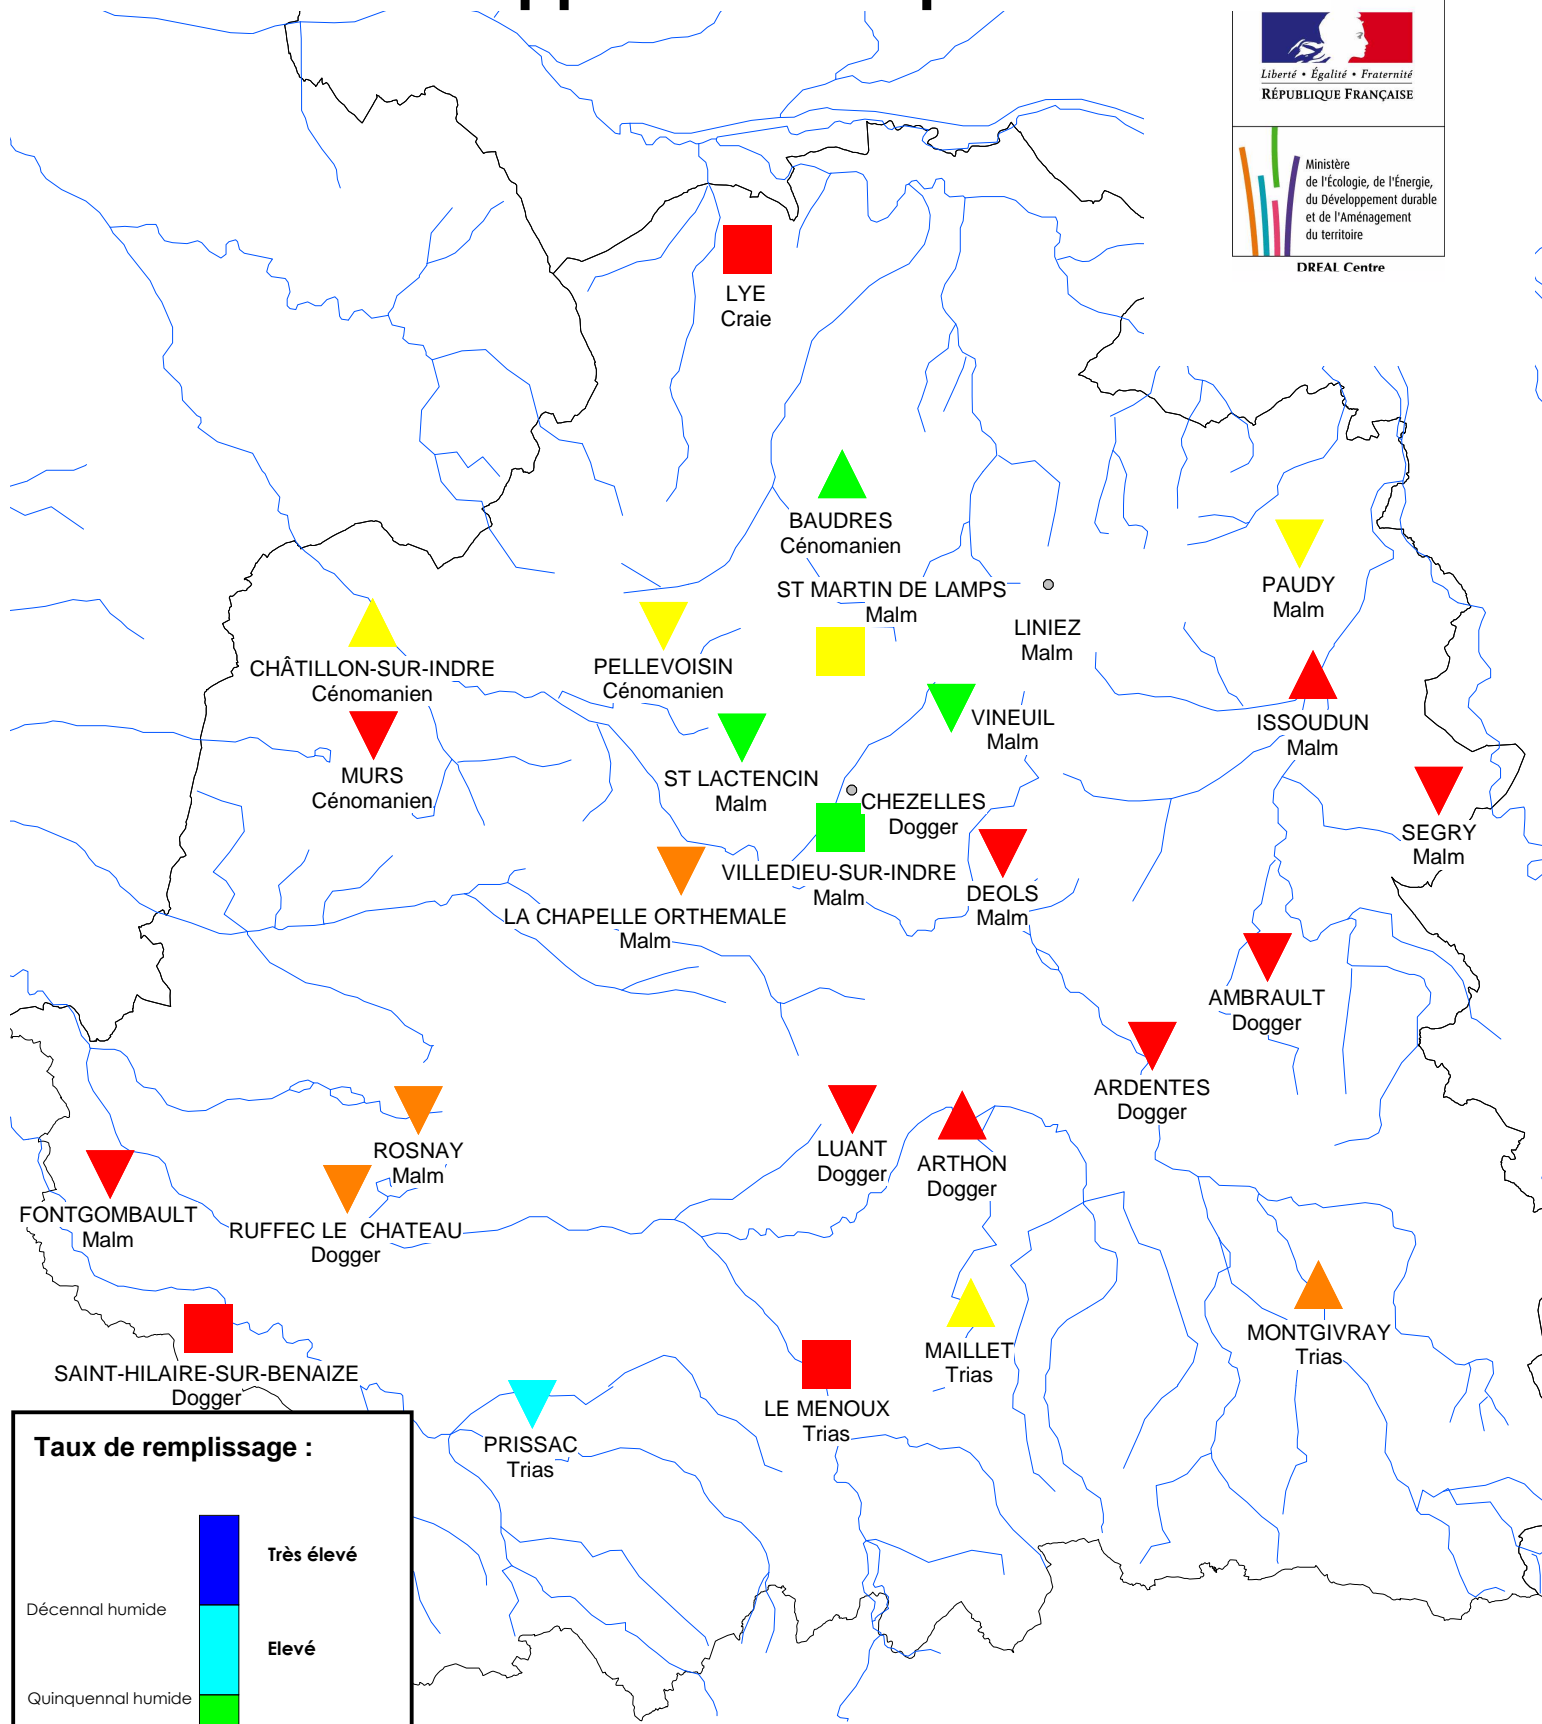 Liberté • Égalité • Fraternité
RÉPUBLIQUE FRANÇAISE
Ministère
de l'Écologie, de l'Énergie,
du Développement durable
et de l'Aménagement
du territoire
DREAL Centre
LYE
Craie
BAUDRES
Cénomanien
ST MARTIN DE LAMPS
Malm
LINIEZ
Malm
PAUDY
Malm
CHÂTILLON-SUR-INDRE
Cénomanien
PELLEVOISIN
Cénomanien
VINEUIL
Malm
ISSOUDUN
Malm
MURS
Cénomanien
ST LACTENCIN
Malm
CHEZELLES
Dogger
SEGRY
Malm
VILLEDIEU-SUR-INDRE
Malm
DEOLS
Malm
LA CHAPELLE ORTHEMALE
Malm
AMBRAULT
Dogger
ARDENTES
Dogger
ROSNAY
Malm
LUANT
Dogger
ARTHON
Dogger
FONTGOMBAULT
Malm
RUFFEC LE  CHATEAU
Dogger
MONTGIVRAY
Trias
MAILLET
Trias
SAINT-HILAIRE-SUR-BENAIZE
Dogger
LE MENOUX
Trias
PRISSAC
Trias
Taux de remplissage :
Très élevé
Décennal humide
Elevé
Quinquennal humide